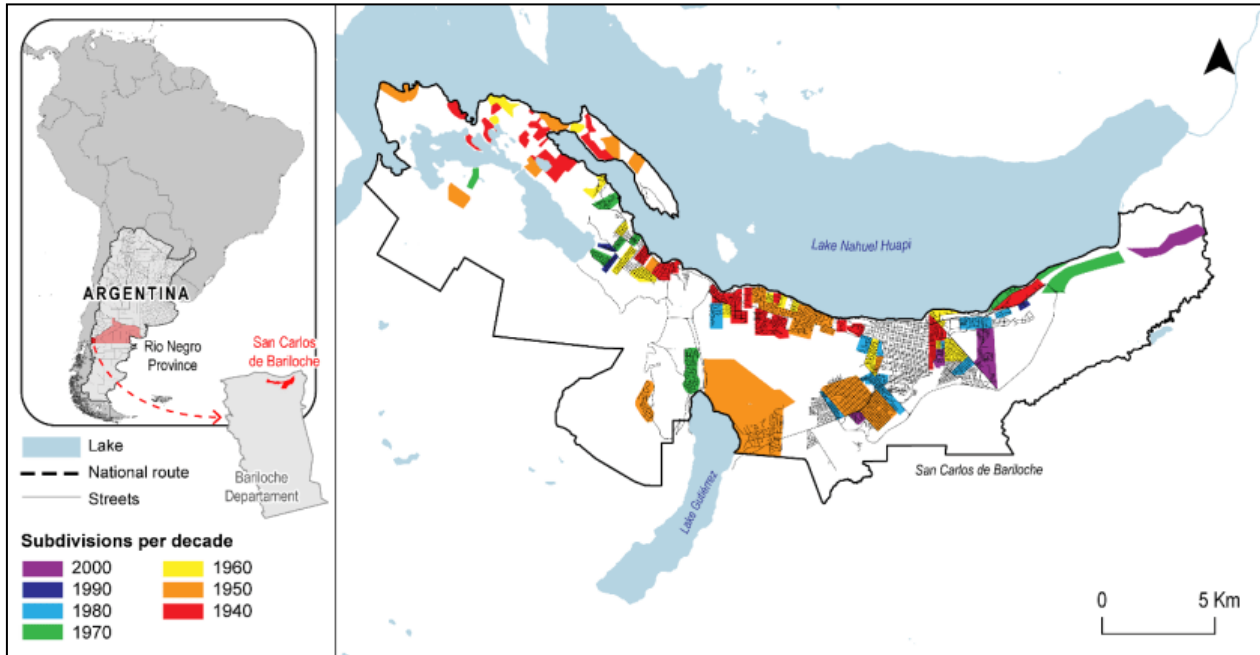 ARGENTINA
Rio Negro
Province
San Carlos
de Bariloche
Bariloche
Departament
Lake
National route
Streets
Subdivisions per decade
2000
1990
1980
1970
1960
1950
1940
Lake Nahuel Huapi
San Carlos de Bariloche
Lake Gutiérrez
0 5 Km